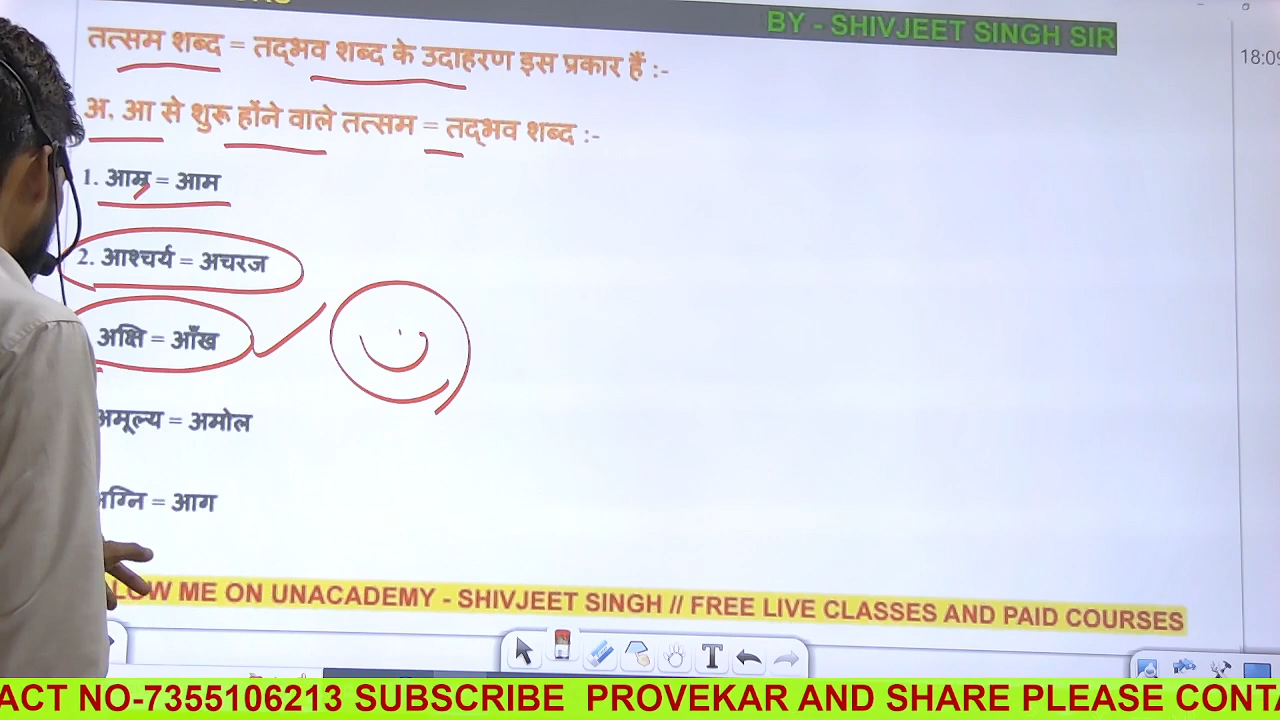 BY - SHIVJEET SINGH SIR
18:09
तत्सम शब्द = तद्भव शब्द के उदाहरण इस प्रकार हैं :-
अ, आ से शुरू होंने वाले तत्सम = तद्भव शब्द :-
1. आम्र = आम
2. आश्चर्य = अचरज
अक्षि = आँख
अमूल्य = अमोल
अग्नि = आग
LOW ME ON UNACADEMY - SHIVJEET SINGH // FREE LIVE CLASSES AND PAID COURSES
T
ACT NO-7355106213 SUBSCRIBE PROVEKAR AND SHARE PLEASE CONTA